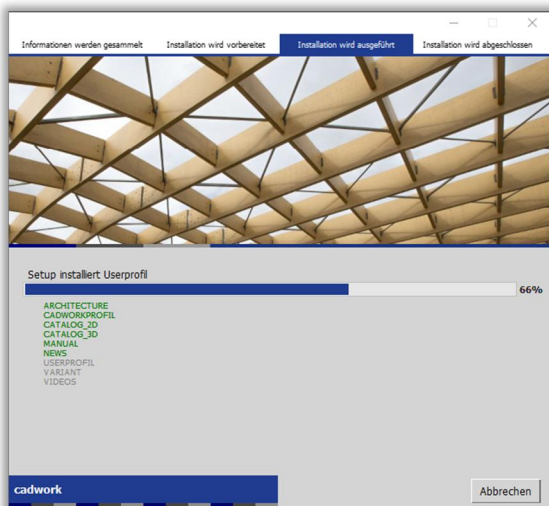 Informationen werden gesammelt
Installation wird vorbereitet
Installation wird ausgeführt
Installation wird abgeschlossen
Setup installiert Userprofil
66%
ARCHITECTURE
CADWORKPROFIL
CATALOG_2D
CATALOG_3D
MANUAL
NEWS
USERPROFIL
VARIANT
VIDEOS
cadwork
Abbrechen